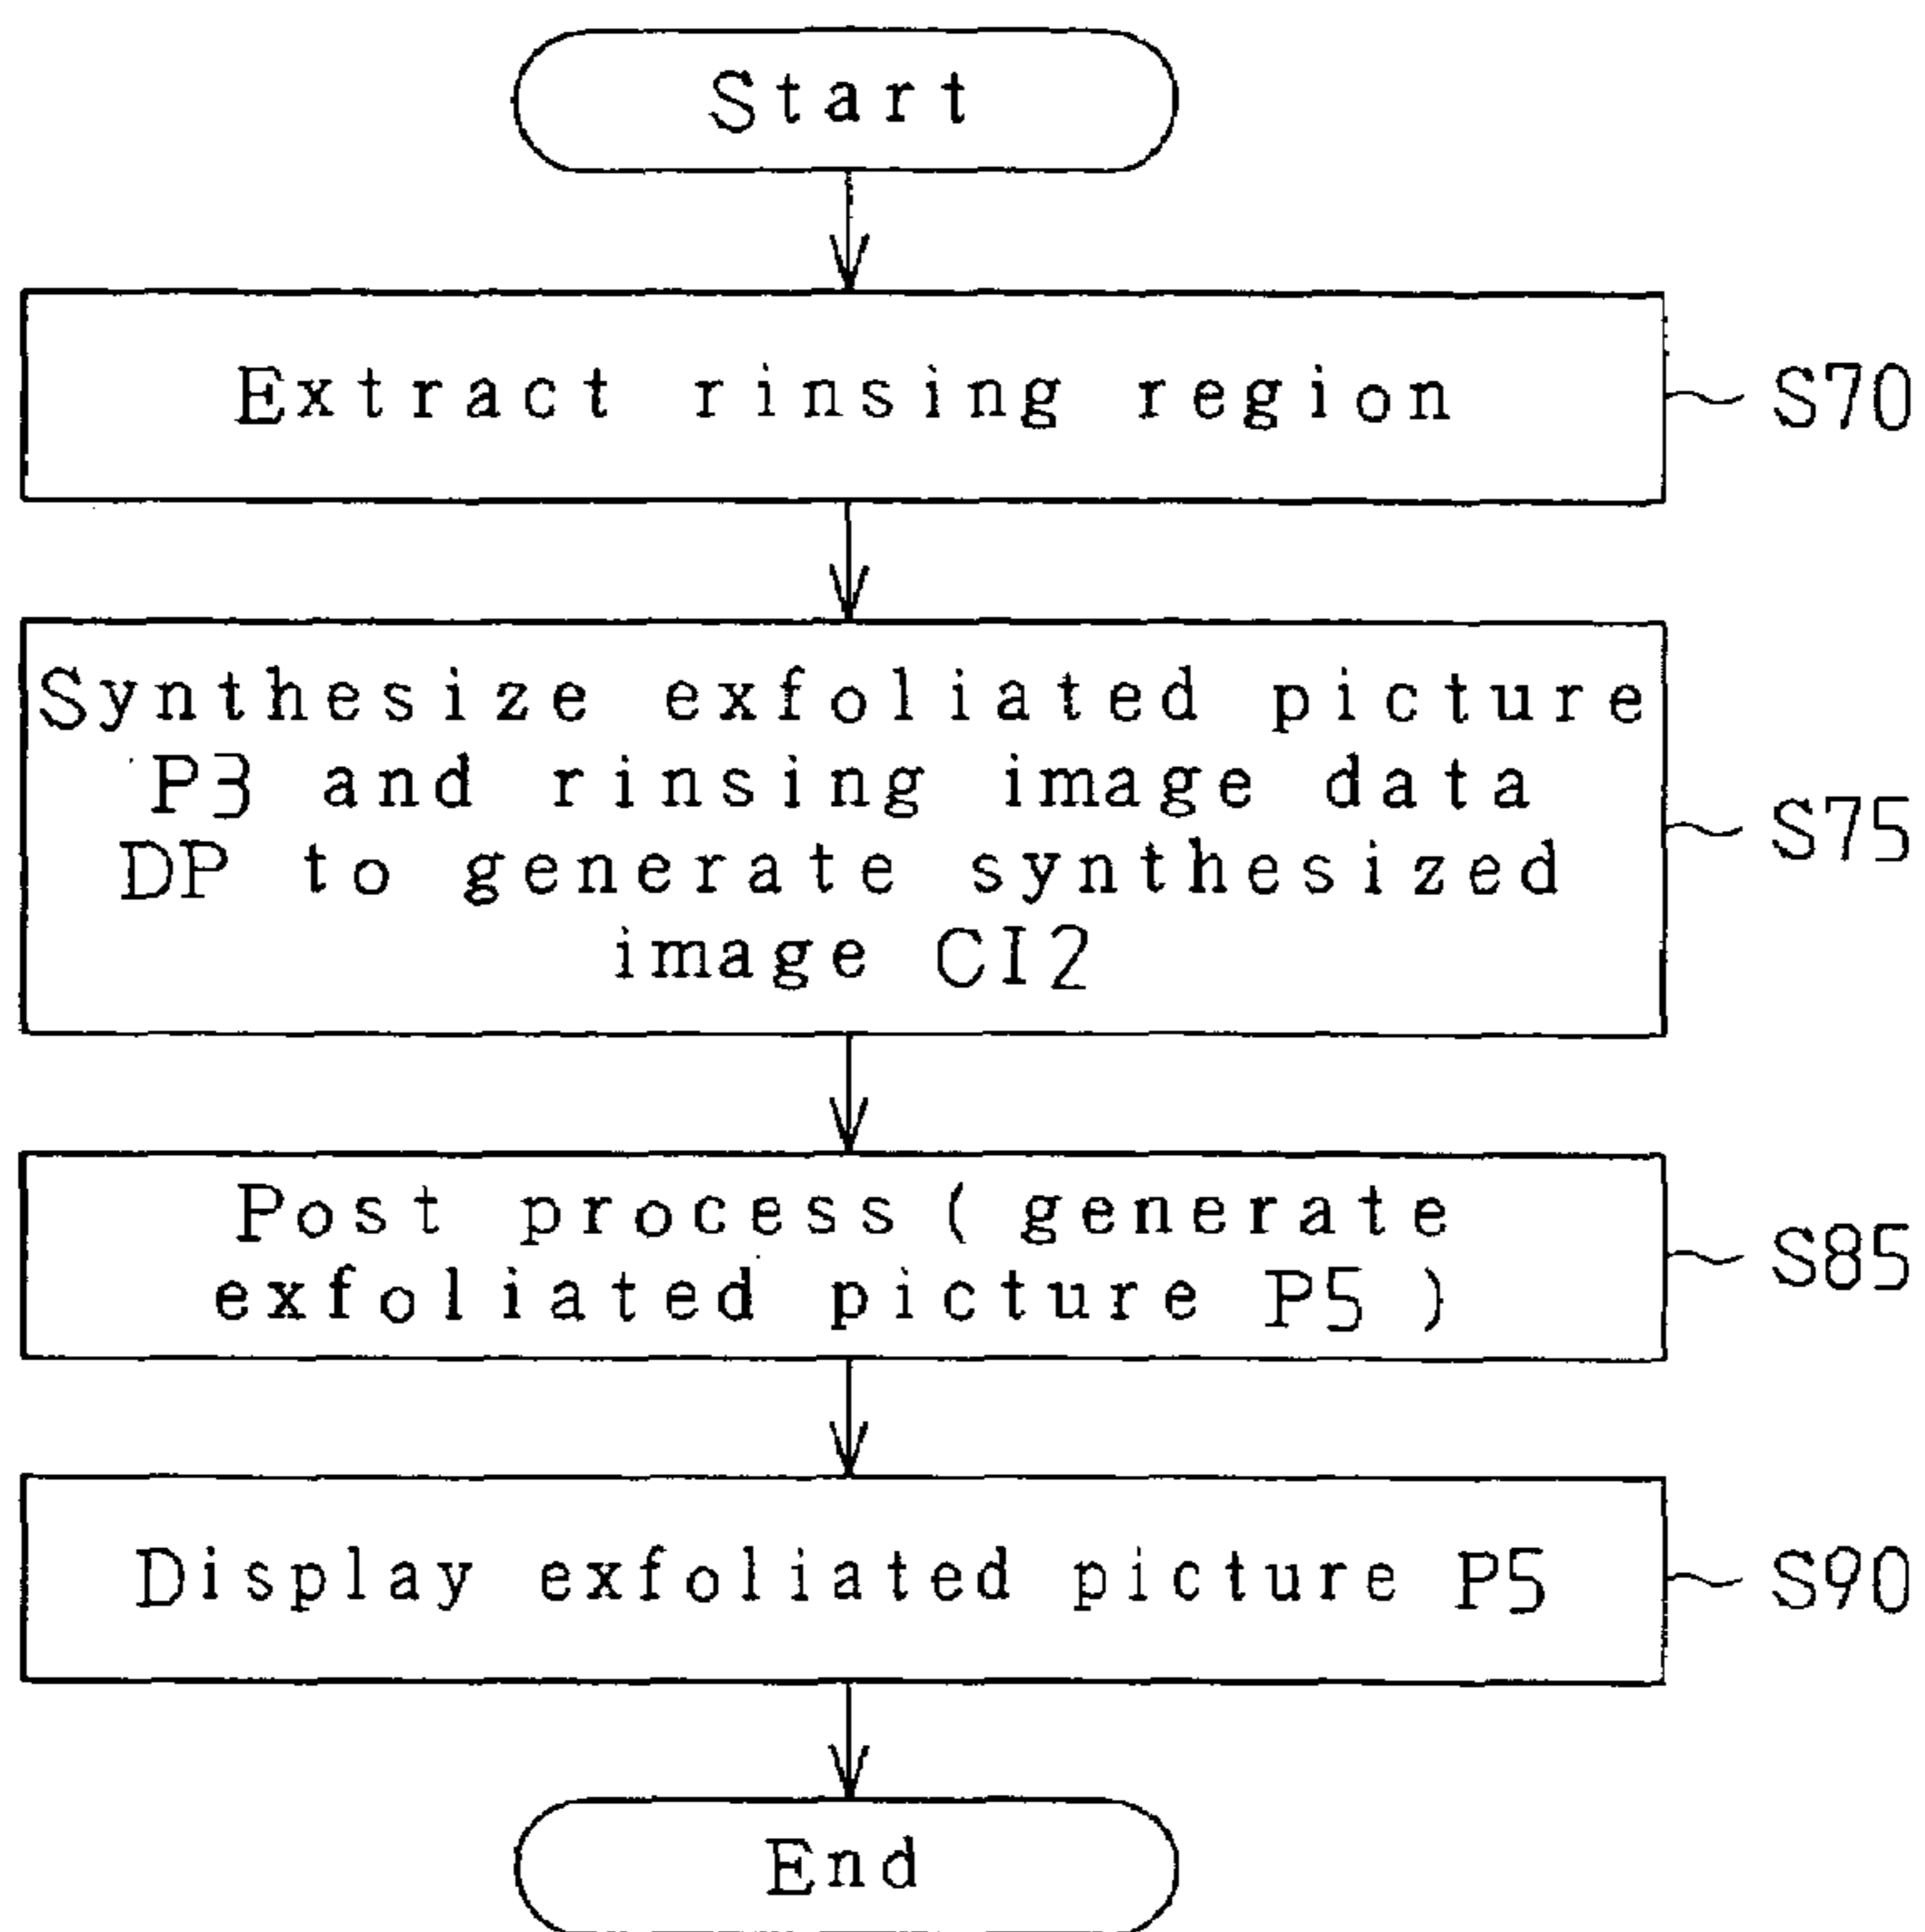 Start
Extract rinsing region
S70
Synthesize exfoliated picture
P3 and rinsing image data
DP to generate synthesized
image CI2
S75
Post process (generate
exfoliated picture P5)
S85
Display exfoliated picture P5
S90
End